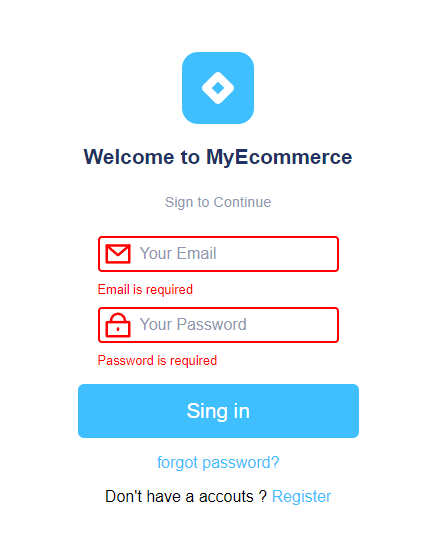 Welcome to MyEcommerce
Sign to Continue
Your Email
Email is required
Your Password
Password is required
Sing in
forgot password?
Don't have a accouts ? Register